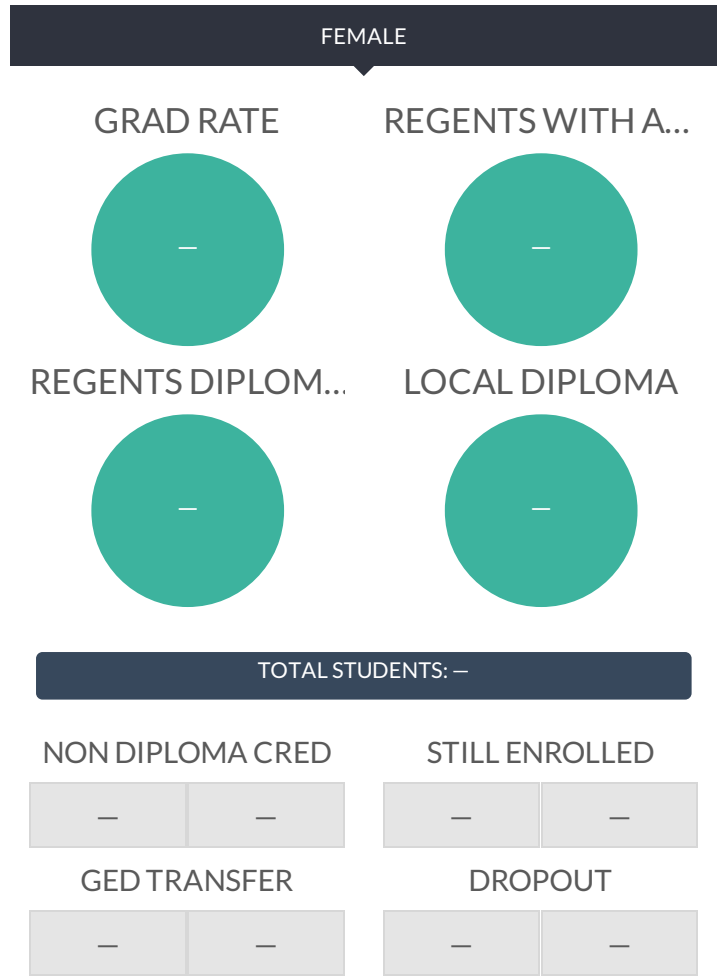 FEMALE
GRAD RATE REGENTS WITH A...
— —
REGENTS DIPLOM... LOCAL DIPLOMA
— —
TOTAL STUDENTS: —
NON DIPLOMA CRED STILL ENROLLED
— — — —
GED TRANSFER DROPOUT
— — — —